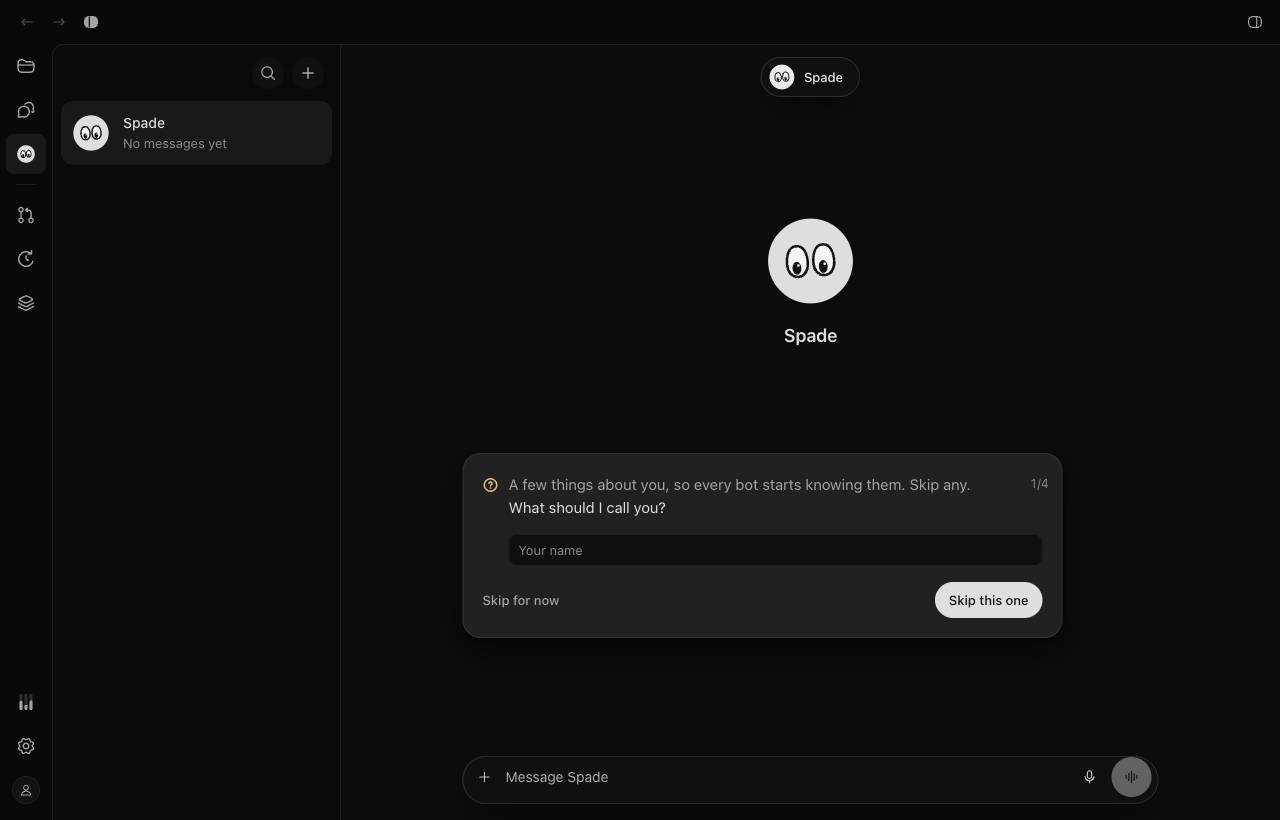 Spade
Spade
No messages yet
Spade
A few things about you, so every bot starts knowing them. Skip any.
1/4
What should I call you?
Your name
Skip for now
Skip this one
Message Spade